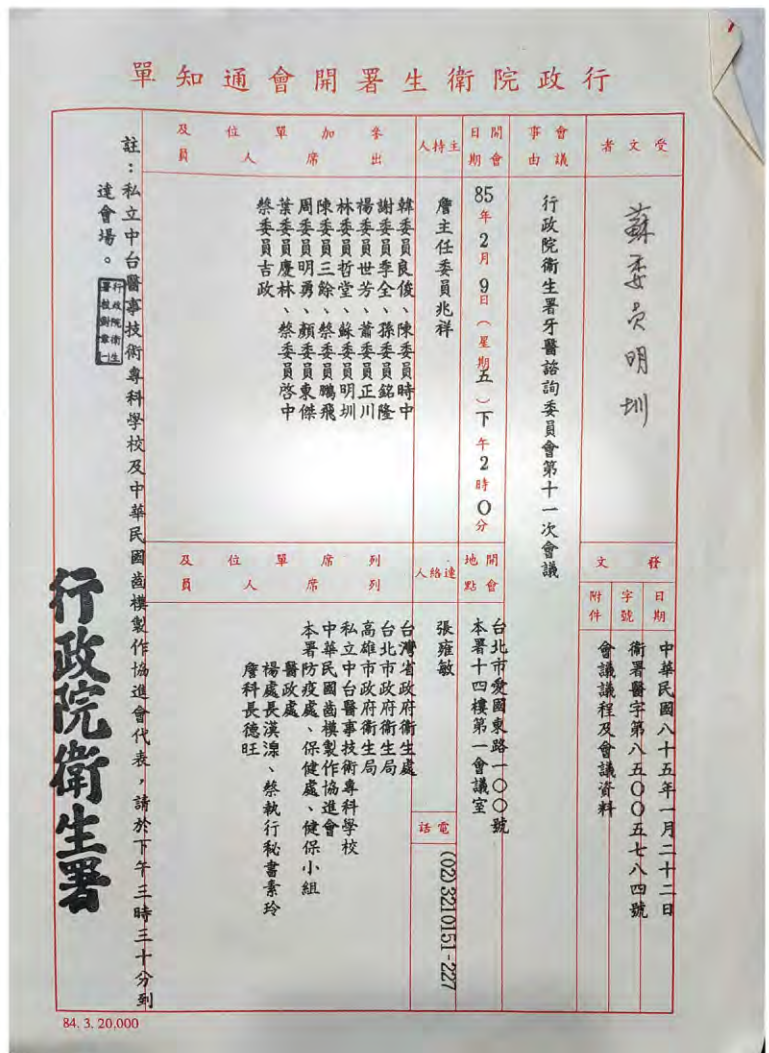 行政院衛生署開會通知單
受文者
蘇委員明圳
發文
日期
中華民國八十五年一月二十二日
字號
衛署醫字第八五○○五七八四號
附件
會議議程及會議資料
會議事由
行政院衛生署牙醫諮詢委員會第十一次會議
開會日期
85年2月9日(星期五)下午2時0分
開會地點
台北市愛國東路一○○號
本署十四樓第一會議室
主持人
詹主任委員兆祥
連絡人
張雍敏
電話
(02)3210151-227
參加單位及
出席人員
韓委員良俊、陳委員時中
謝委員季全、孫委員銘隆
楊委員世芳、蕭委員正川
林委員哲堂、蘇委員明圳
陳委員三餘、蔡委員鵬飛
周委員明勇、顏委員東傑
葉委員慶林、蔡委員啓中
蔡委員吉政
列席單位及
列席人員
台灣省政府衛生處
台北市政府衛生局
高雄市政府衛生局
私立中台醫事技術專科學校
中華民國齒模製作協進會
本署防疫處、保健處、健保小組
醫政處
楊處長漢湶、蔡執行秘書素玲
詹科長德旺
註:私立中台醫事技術專科學校及中華民國齒模製作協進會代表,請於下午三時三十分到
達會場。
行政院衛生
署校對章
行政院衛生署
84. 3. 20,000